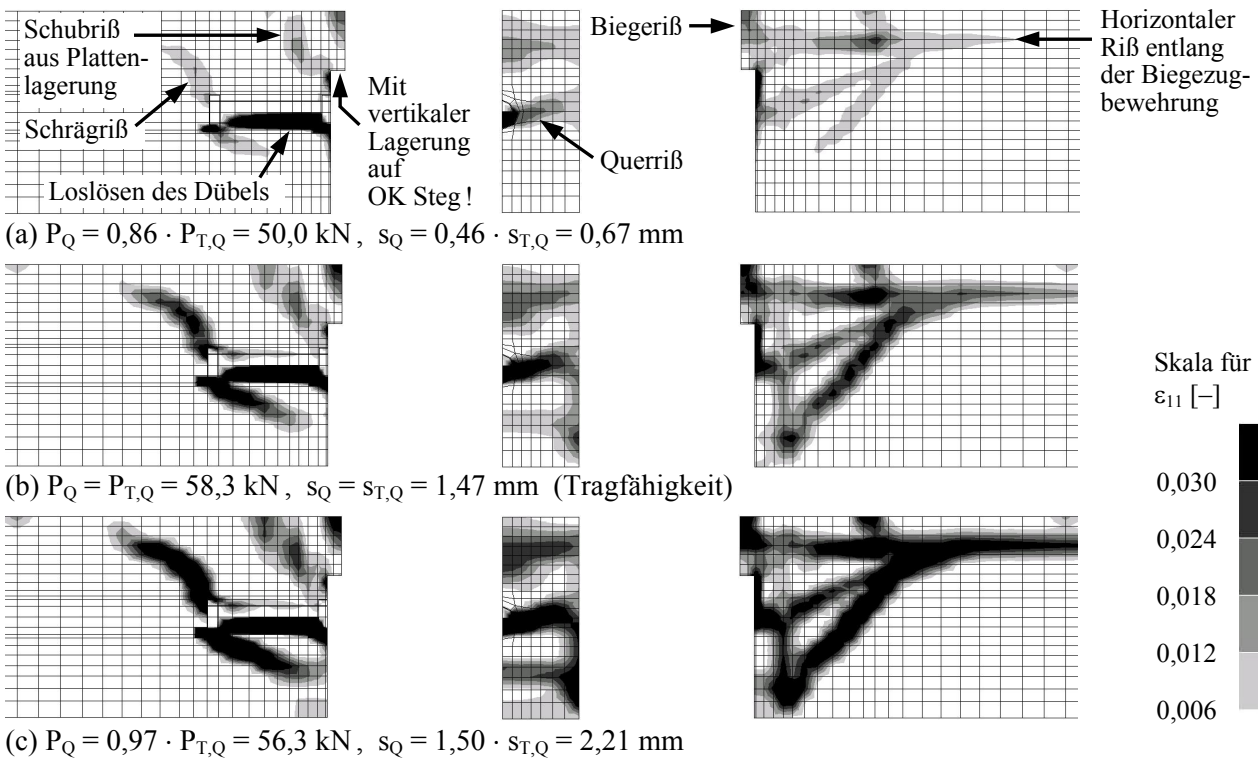 Schubriß
aus Platten-
lagerung
Schrägriß
Loslösen des Dübels
Mit
vertikaler
Lagerung
auf
OK Steg !
Biegeriß
Querriß
Horizontaler
Riß entlang
der Biegezug-
bewehrung
(a) P_Q = 0,86 · P_T,Q = 50,0 kN , s_Q = 0,46 · s_T,Q = 0,67 mm
(b) P_Q = P_T,Q = 58,3 kN , s_Q = s_T,Q = 1,47 mm (Tragfähigkeit)
Skala für
ε₁₁ [–]
0,030
0,024
0,018
0,012
0,006
(c) P_Q = 0,97 · P_T,Q = 56,3 kN , s_Q = 1,50 · s_T,Q = 2,21 mm